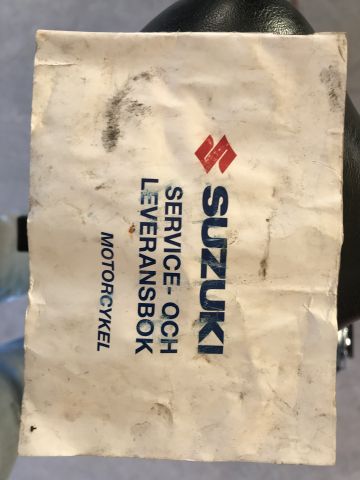 SUZUKI
SERVICE- OCH
LEVERANSBOK
MOTORCYKEL